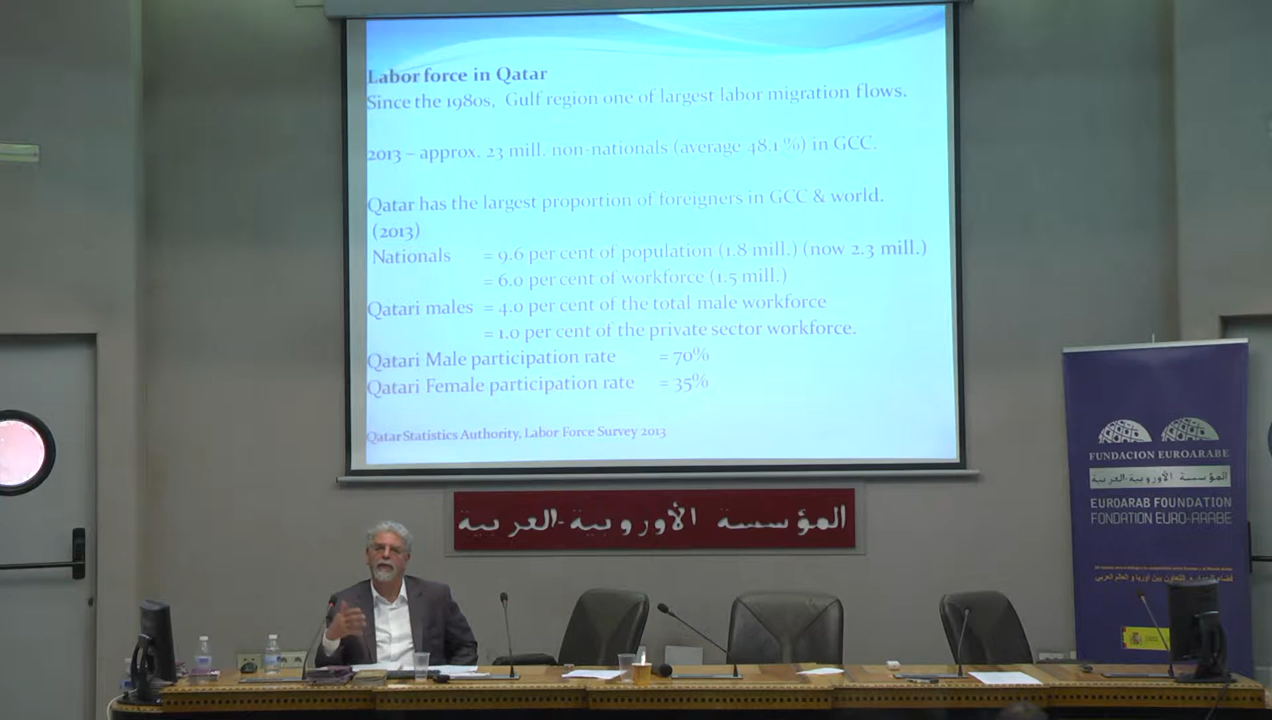 Labor force in Qatar
Since the 1980s, Gulf region one of largest labor migration flows.
2013 – approx. 23 mill. non-nationals (average 48.1 %) in GCC.
Qatar has the largest proportion of foreigners in GCC & world.
(2013)
Nationals = 9.6 per cent of population (1.8 mill.) (now 2.3 mill.)
= 6.0 per cent of workforce (1.5 mill.)
Qatari males = 4.0 per cent of the total male workforce
= 1.0 per cent of the private sector workforce.
Qatari Male participation rate = 70%
Qatari Female participation rate = 35%
Qatar Statistics Authority, Labor Force Survey 2013
المؤسسة الأوروبية-العربية
FUNDACION EUROARABE
المؤسسة الأوروبية-العربية
EUROARAB FOUNDATION
FONDATION EURO-ARABE